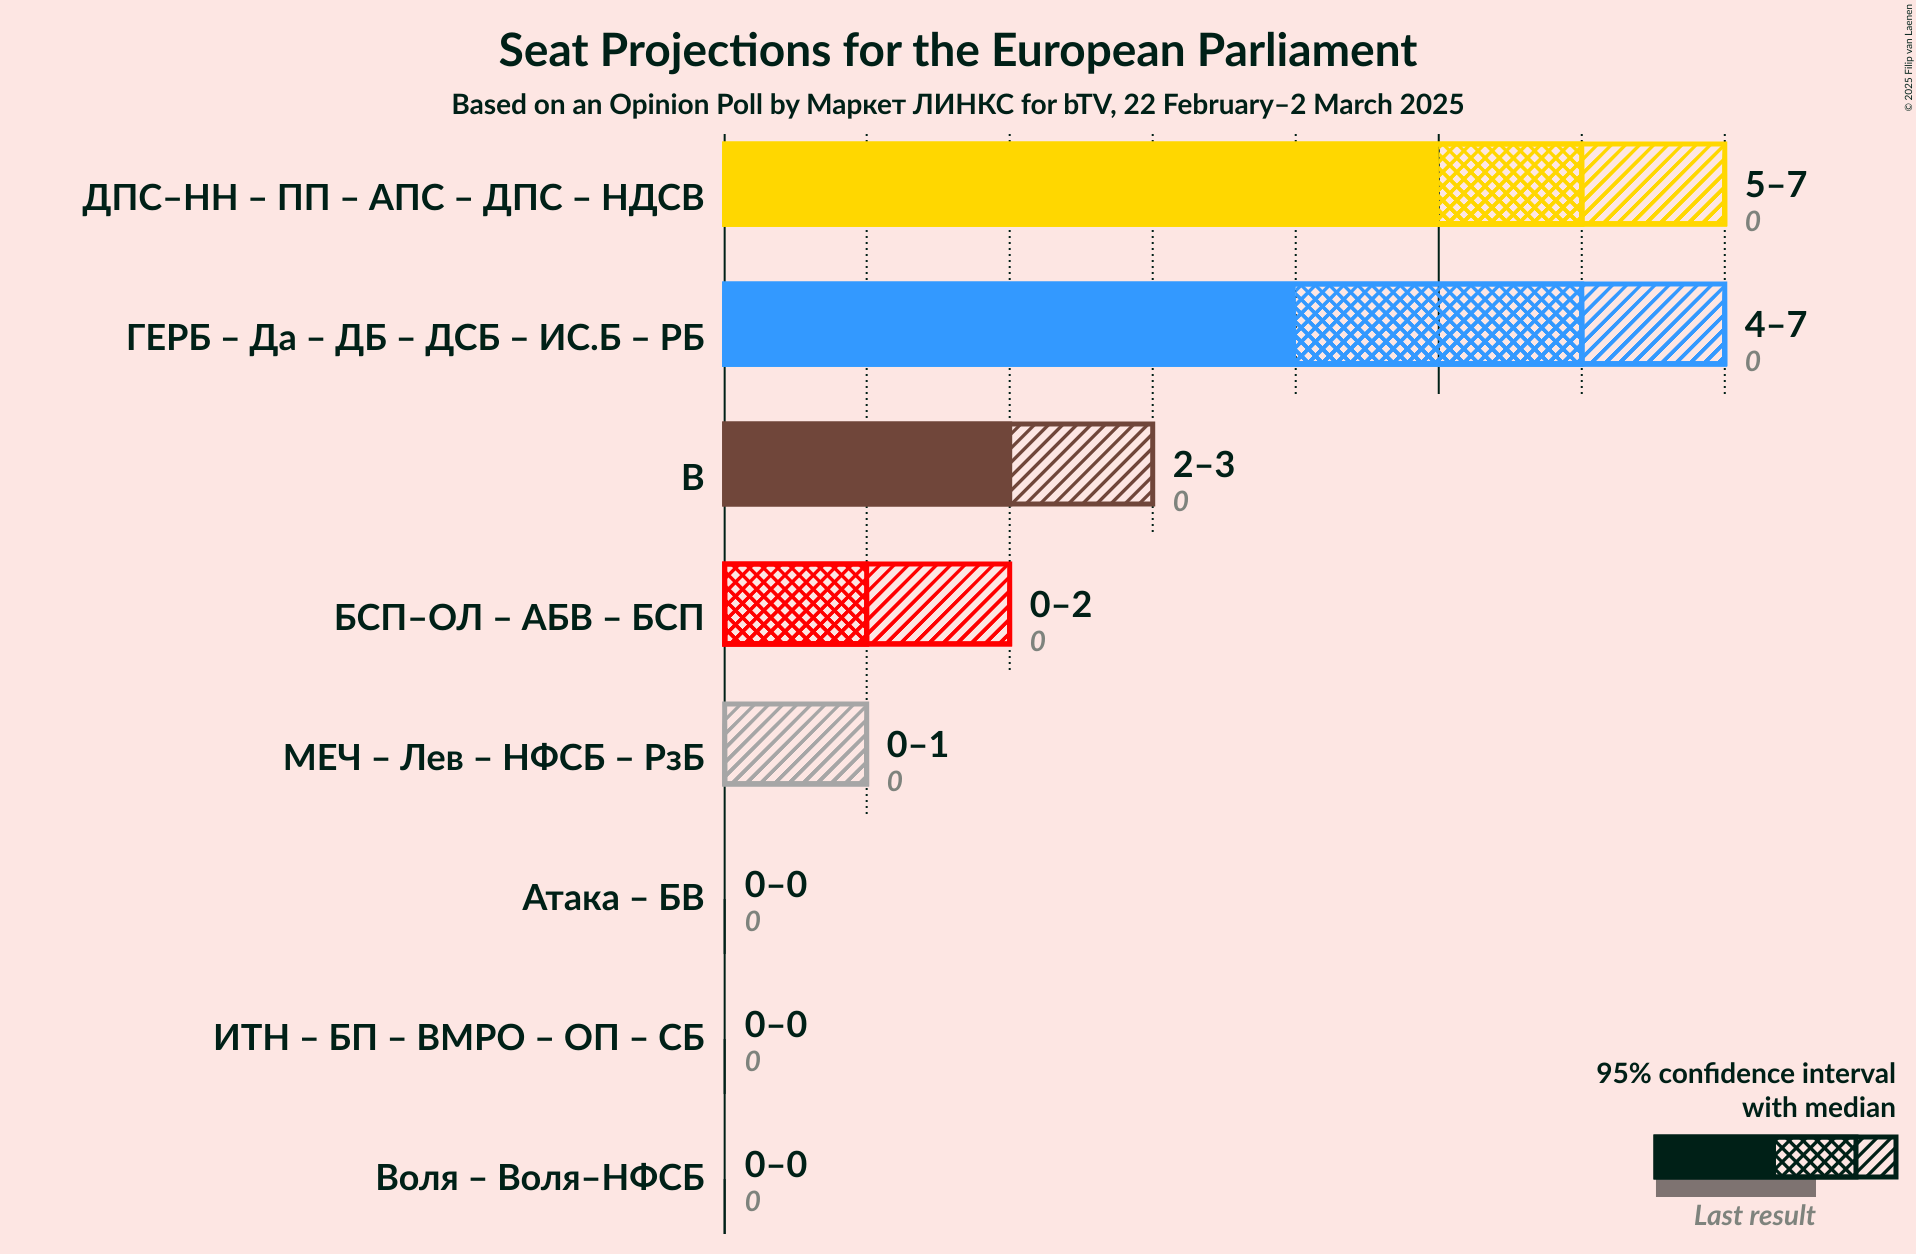 Seat Projections for the European Parliament
Based on an Opinion Poll by Маркет ЛИНКС for bTV, 22 February–2 March 2025
© 2025 Filip van Laenen
ДПС–НН – ПП – АПС – ДПС – НДСВ
5–7
0
ГЕРБ – Да – ДБ – ДСБ – ИС.Б – РБ
4–7
0
В
2–3
0
БСП–ОЛ – АБВ – БСП
0–2
0
МЕЧ – Лев – НФСБ – РзБ
0–1
0
Атака – БВ
0–0
0
ИТН – БП – ВМРО – ОП – СБ
0–0
0
Воля – Воля–НФСБ
0–0
0
95% confidence interval
with median
Last result